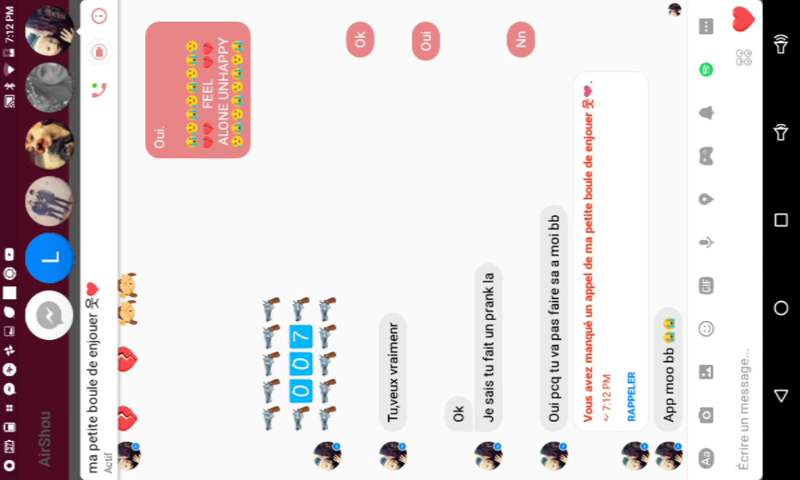 7:12 PM
AirShou
L
ma petite boule de enjouer 웃❤
Actif
Oui.
😭😭😭😭😭😭😭
💔💔 FEEL 💔💔
ALONE UNHAPPY
😭😭😭😭😭😭😭
007
Ok
Tu,veux vraimenr
Oui
Ok
Je sais tu fait un prank la
Nn
Oui pcq tu va pas faire sa a moi bb
Vous avez manqué un appel de ma petite boule de enjouer 웃💗.
7:12 PM
RAPPELER
App moo bb 😭😭
Aa
GIF
Écrire un message...